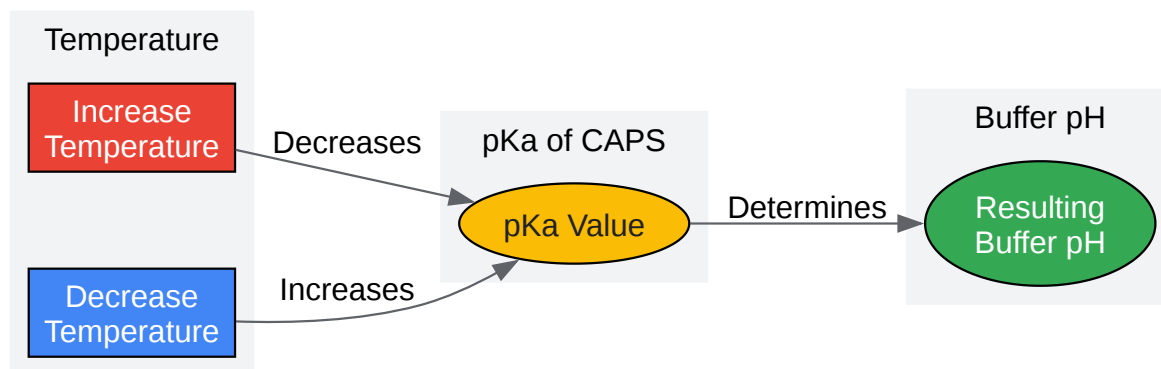 Temperature
Increase
Temperature
Decreases
pKa of CAPS
pKa Value
Determines
Buffer pH
Resulting
Buffer pH
Increases
Decrease
Temperature